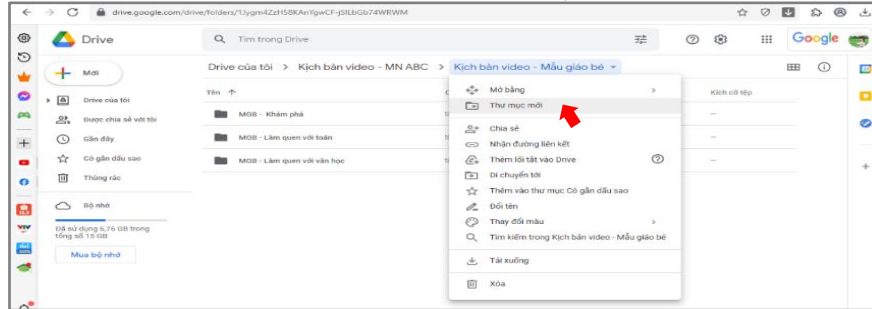 drive.google.com/drive/folders/1Jygm4ZzHS8KAnYgwCF-jSlLbGb74WRWM
Drive
Tìm trong Drive
Google
Mới
Drive của tôi > Kịch bản video - MN ABC > Kịch bản video - Mẫu giáo bé
Tên
Kích cỡ tệp
Drive của tôi
Được chia sẻ với tôi
Gần đây
Có gắn dấu sao
Thùng rác
Bộ nhớ
Đã sử dụng 6,76 GB trong
tổng số 15 GB
Mua bộ nhớ
MGB - Khám phá
MGB - Làm quen với toán
MGB - Làm quen với văn học
Mở bằng
Thư mục mới
Chia sẻ
Nhận đường liên kết
Thêm lối tắt vào Drive
Di chuyển tới
Thêm vào thư mục Có gắn dấu sao
Đổi tên
Thay đổi màu
Tìm kiếm trong Kịch bản video - Mẫu giáo bé
Tải xuống
Xóa